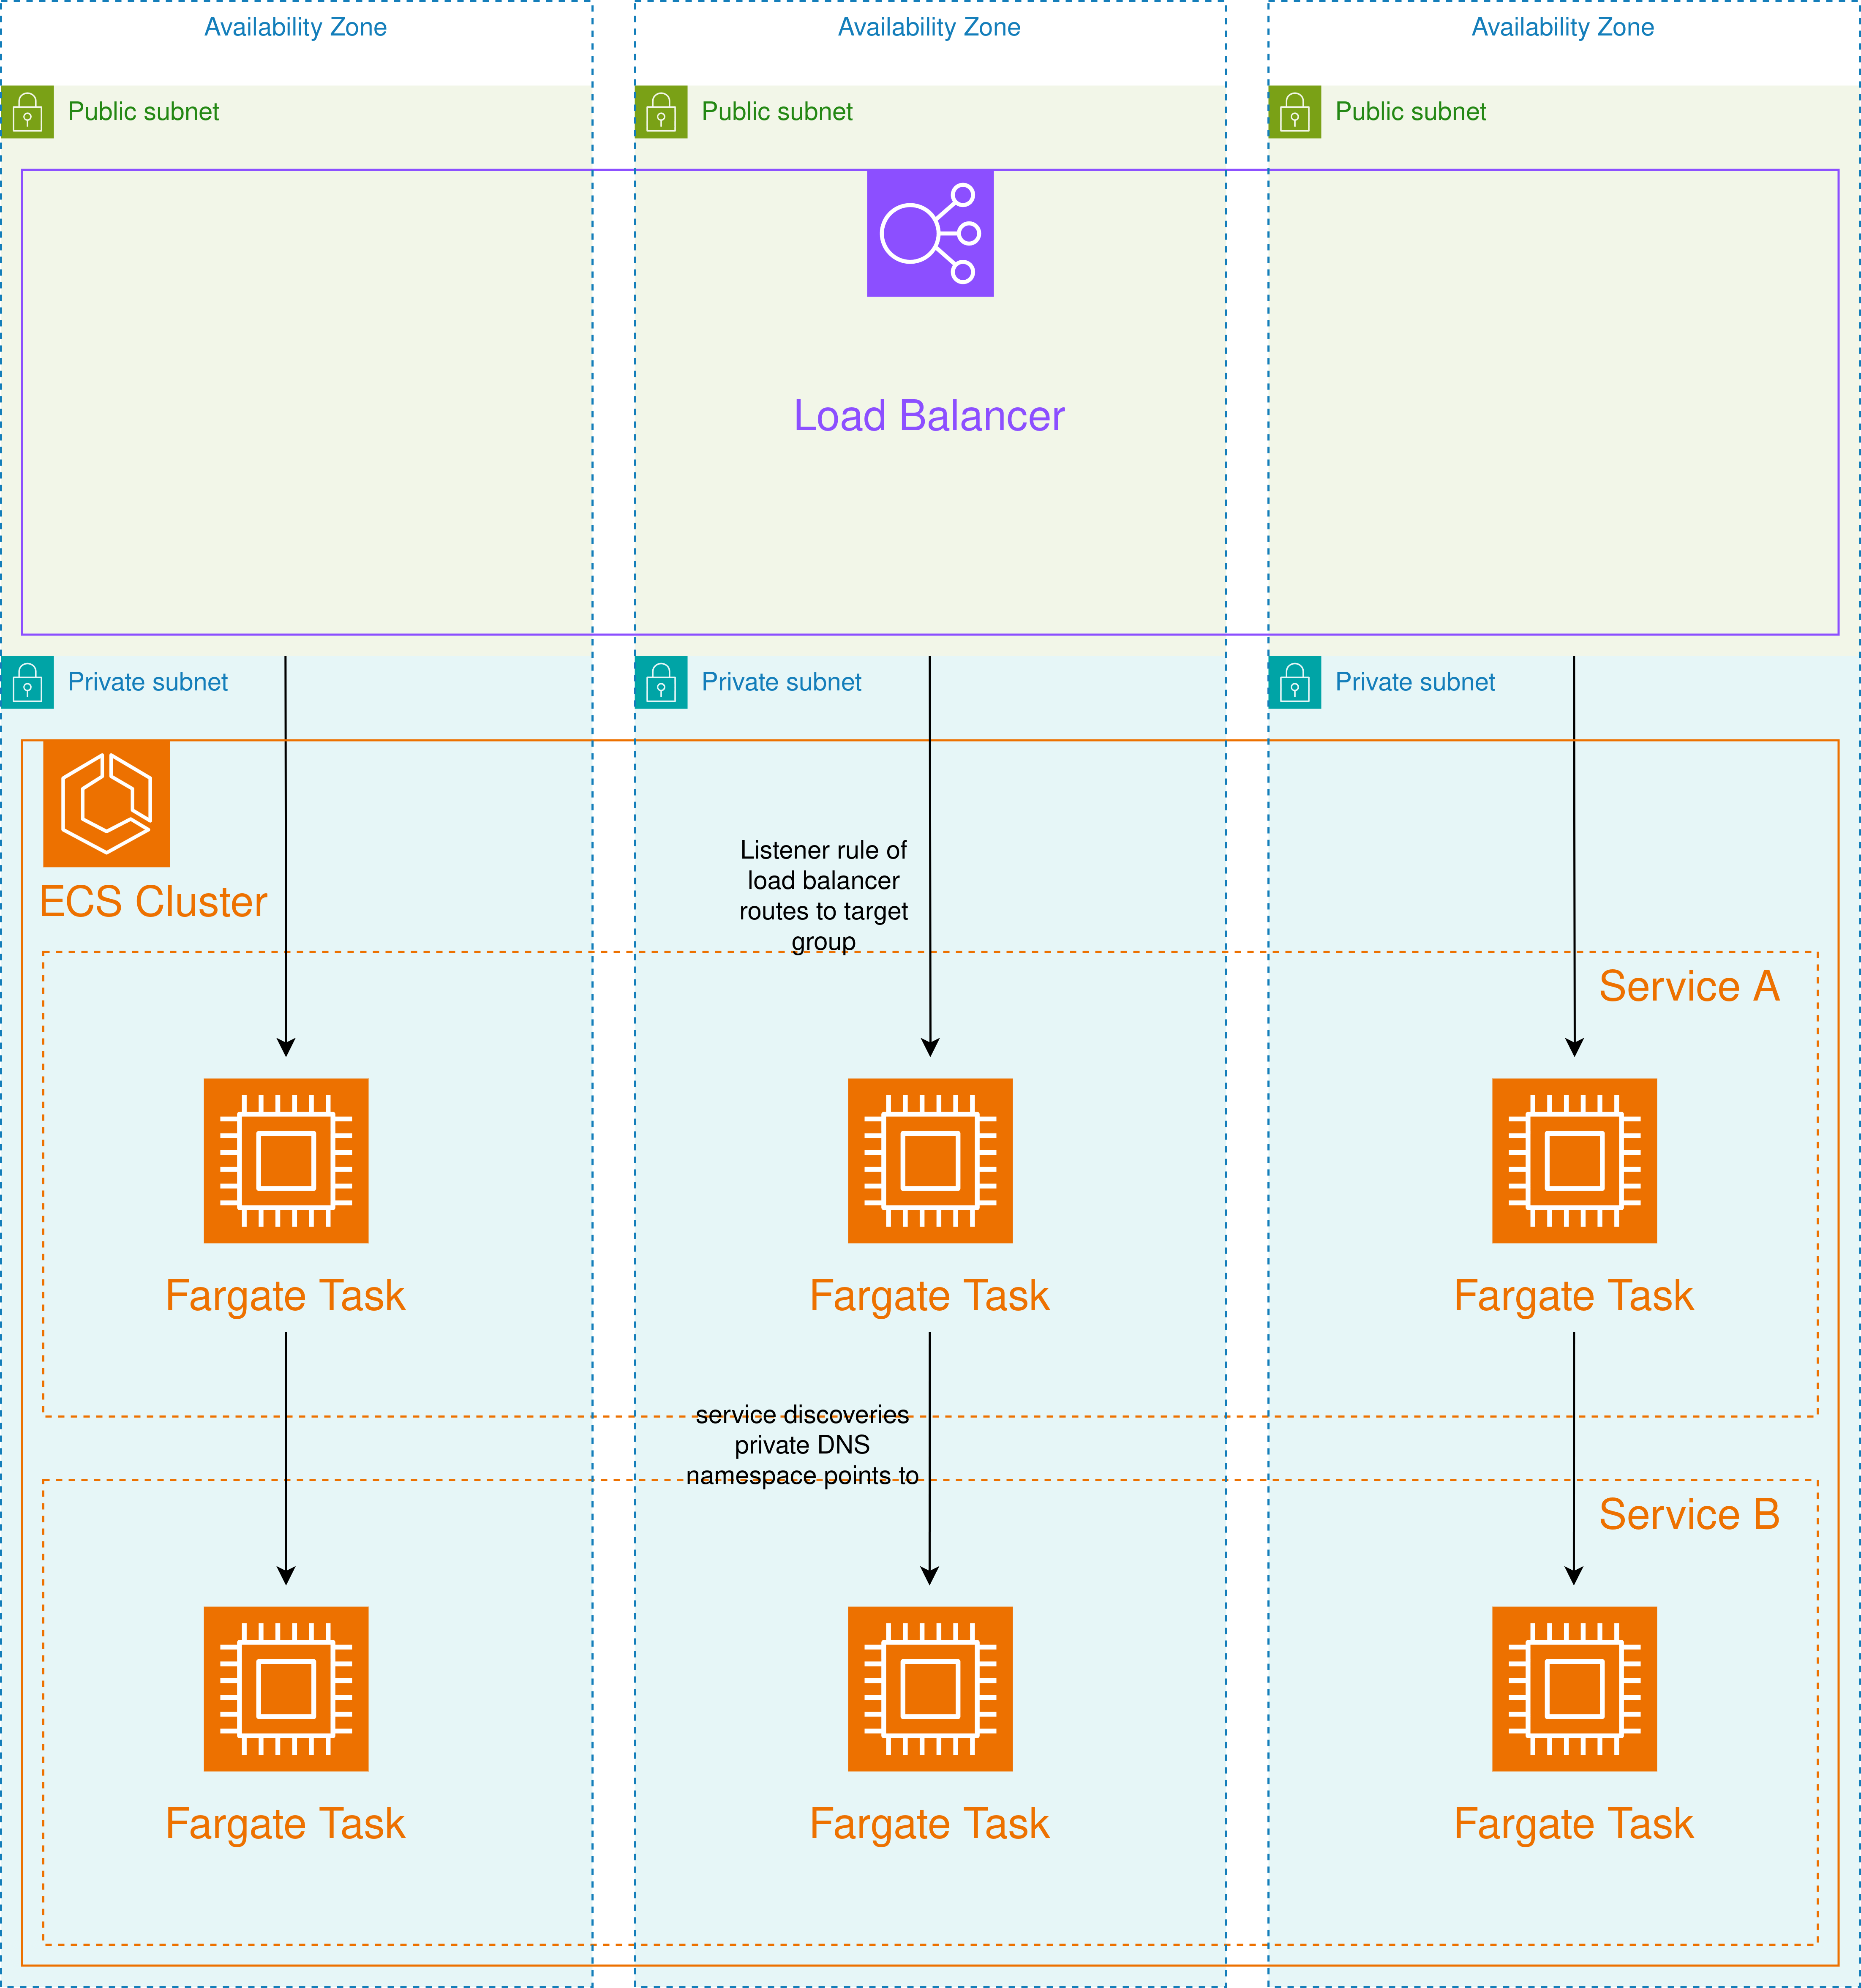 Availability Zone
Availability Zone
Availability Zone
Public subnet
Public subnet
Public subnet
Load Balancer
Private subnet
Private subnet
Private subnet
ECS Cluster
Listener rule of
load balancer
routes to target
group
Service A
Fargate Task
Fargate Task
Fargate Task
service discoveries
private DNS
namespace points to
Service B
Fargate Task
Fargate Task
Fargate Task